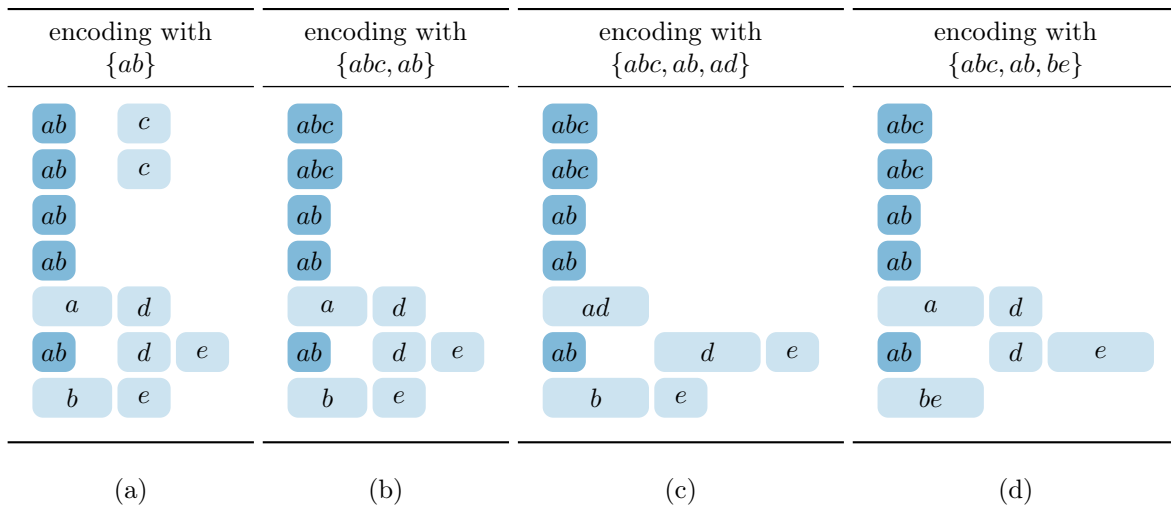 encoding with {ab}
ab c
ab c
ab
ab
a d
ab d e
b e
(a)
encoding with {abc, ab}
abc
abc
ab
ab
a d
ab d e
b e
(b)
encoding with {abc, ab, ad}
abc
abc
ab
ab
ad
ab d e
b e
(c)
encoding with {abc, ab, be}
abc
abc
ab
ab
a d
ab d e
be
(d)